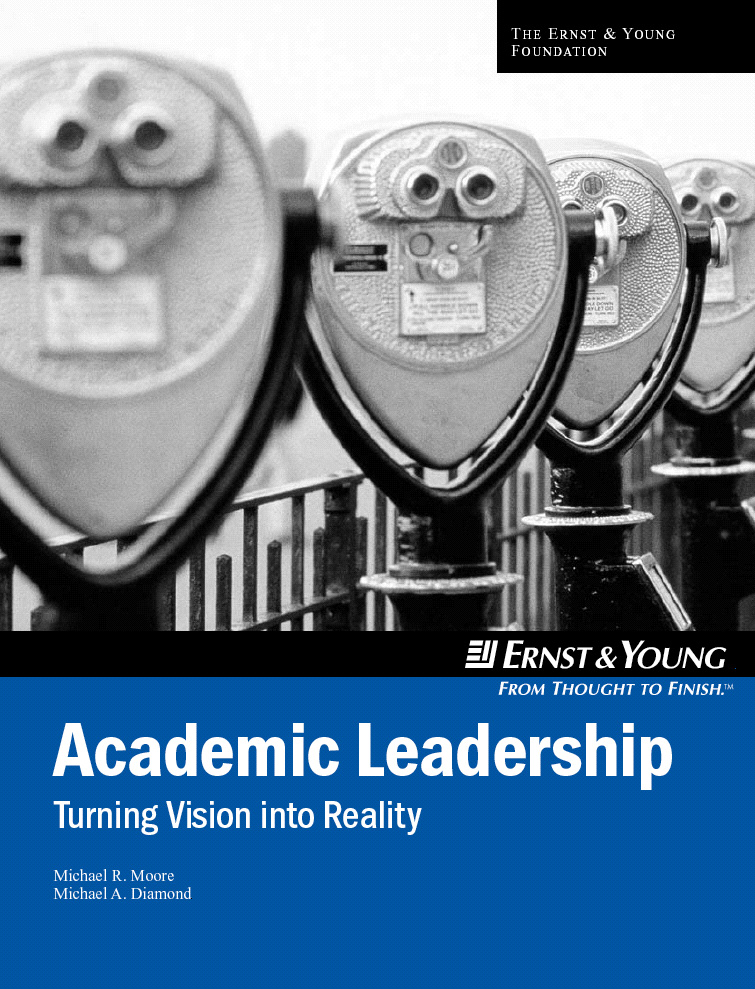 THE ERNST & YOUNG
FOUNDATION
ERNST & YOUNG
FROM THOUGHT TO FINISH.™
Academic Leadership
Turning Vision into Reality
Michael R. Moore
Michael A. Diamond